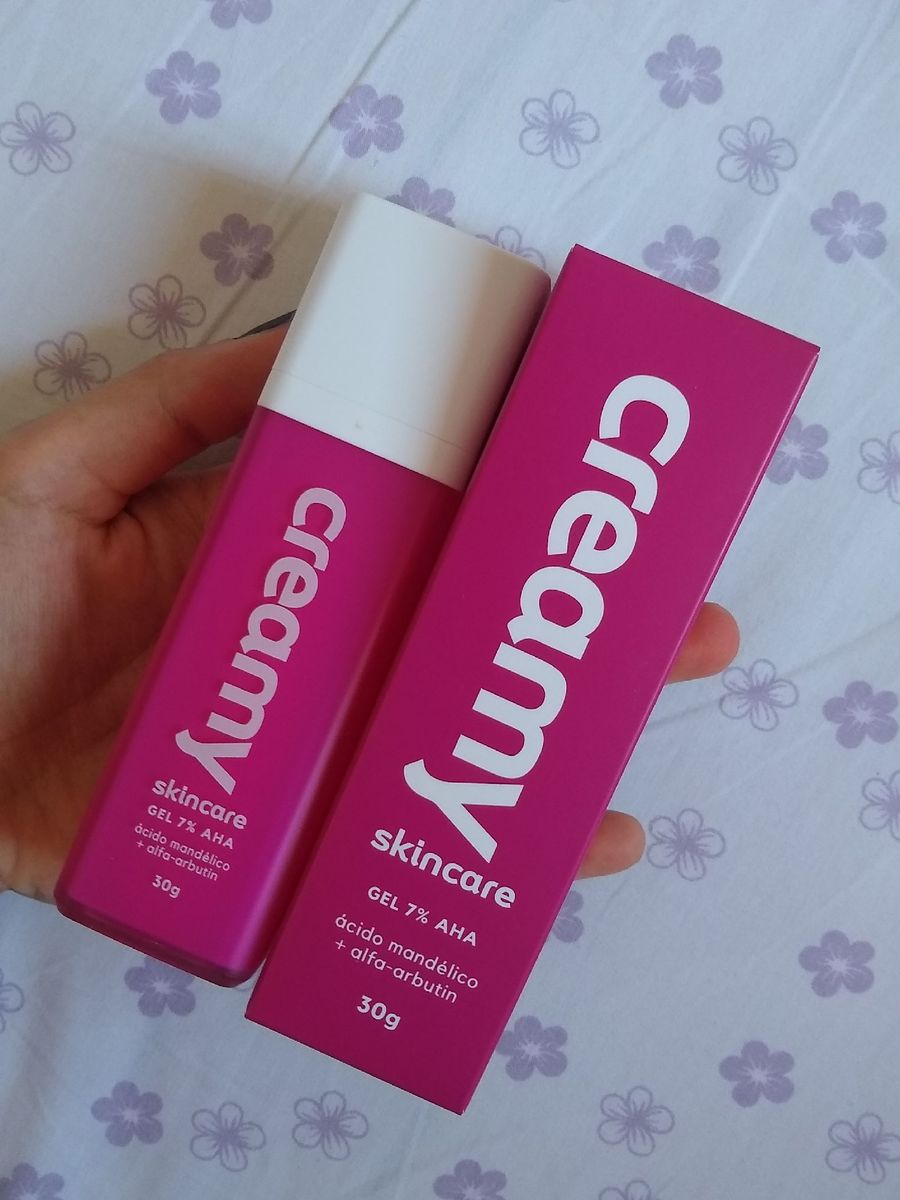 creamy
skincare
GEL 7% AHA
ácido mandélico
+ alfa-arbutin
30g
creamy
skincare
GEL 7% AHA
ácido mandélico
+ alfa-arbutin
30g